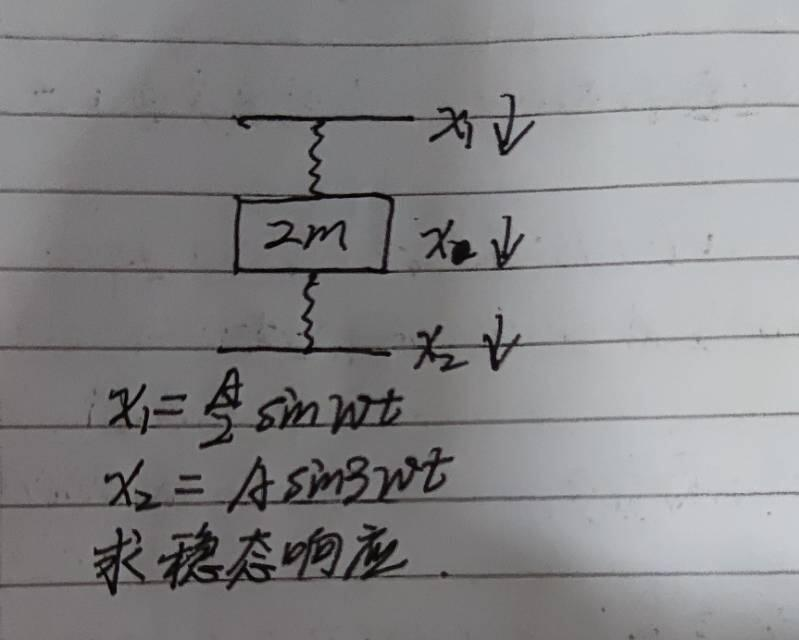 x₁↓
2m
x↓
x₂↓
x₁ = A/2 sin wt
x₂ = A sin3wt
求稳态响应.